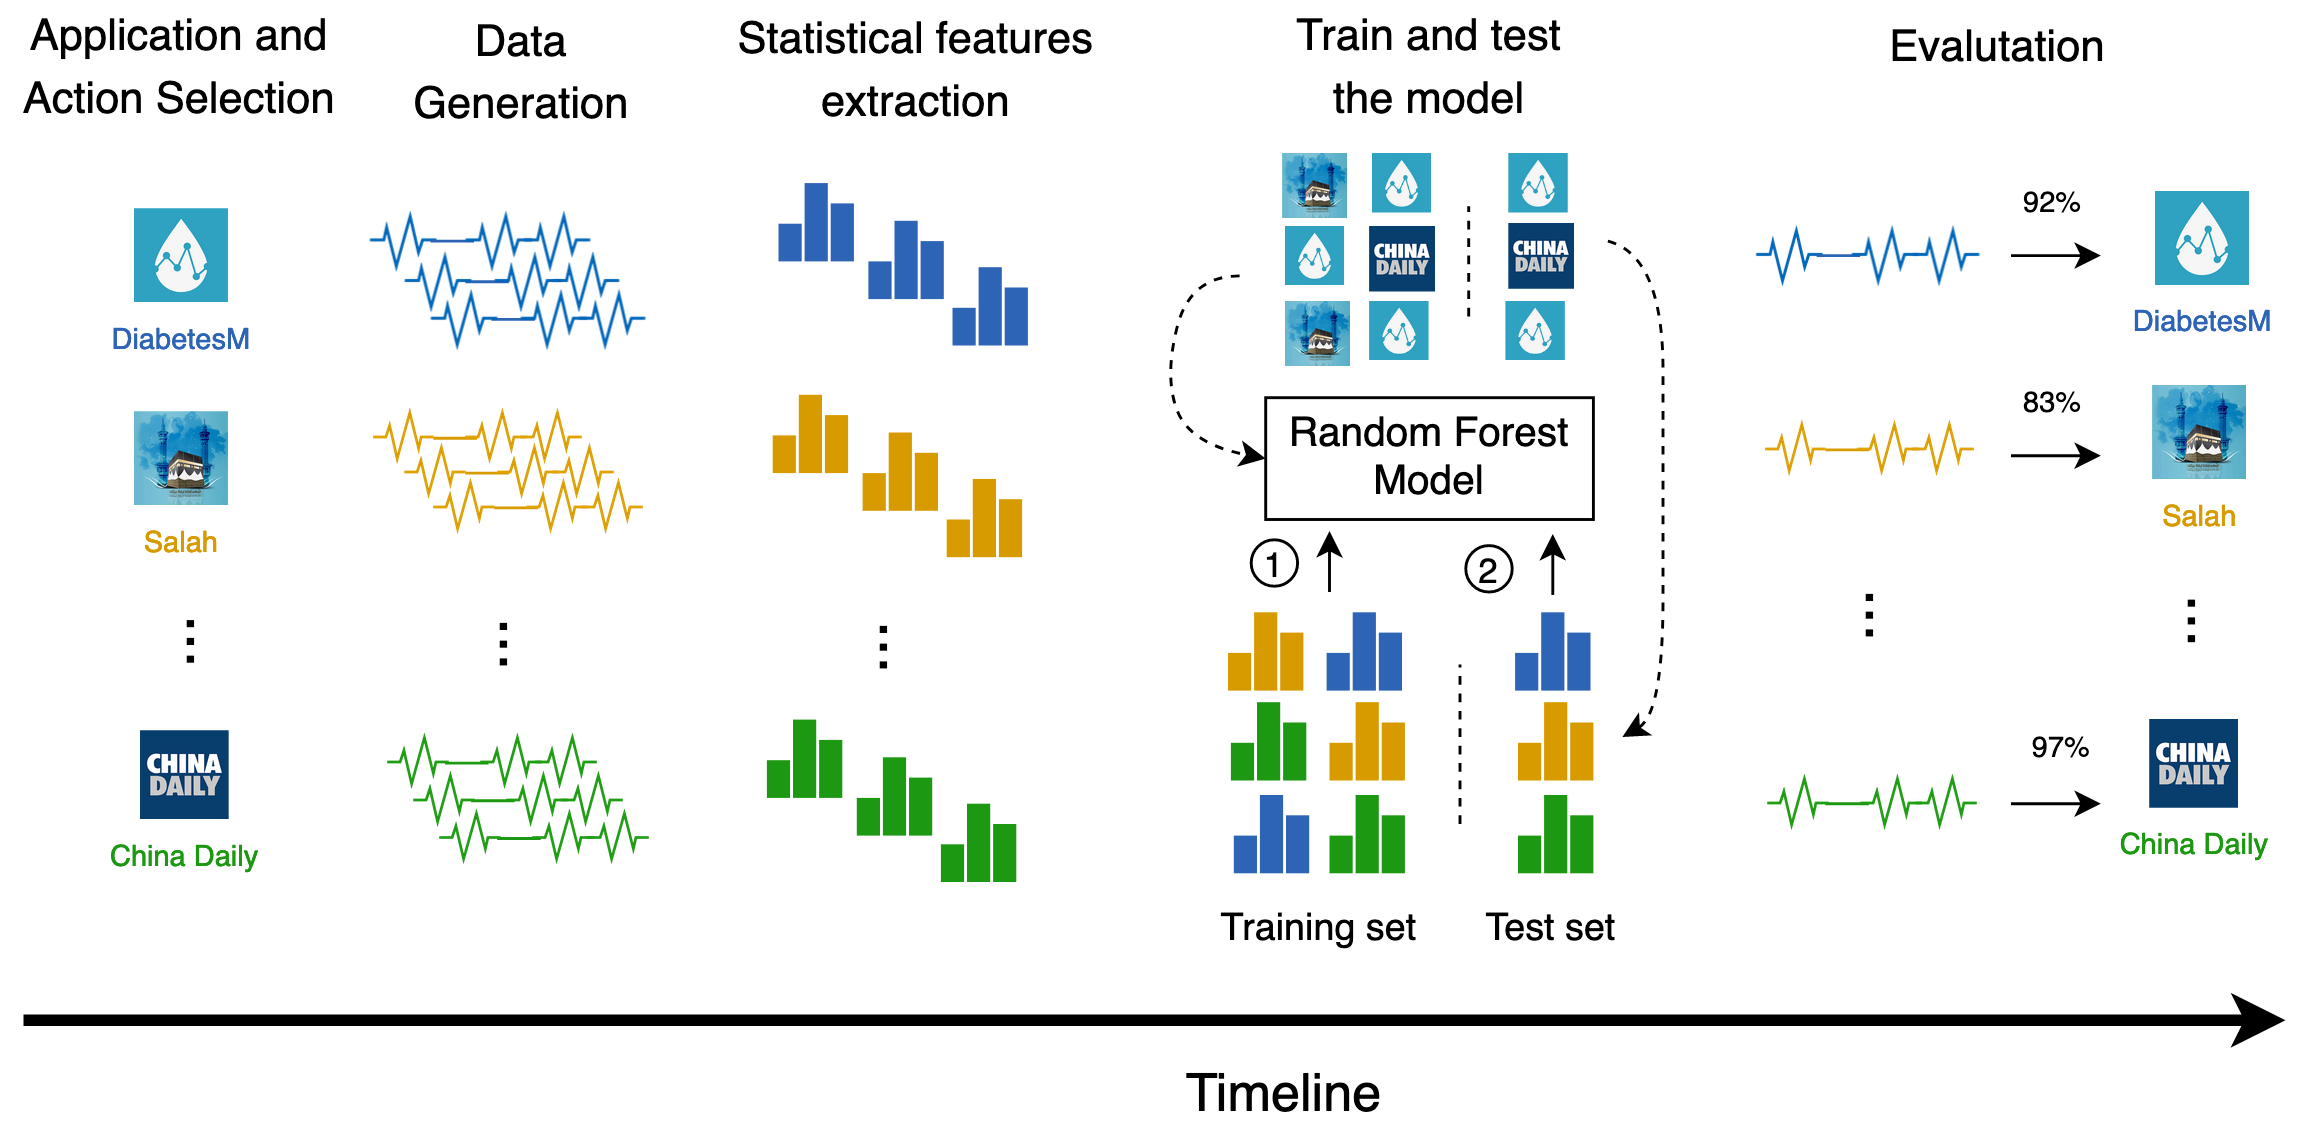 Application and
Action Selection
Data
Generation
Statistical features
extraction
Train and test
the model
Evalutation
DiabetesM
Salah
CHINA
DAILY
China Daily
CHINA
DAILY
CHINA
DAILY
Random Forest
Model
1
2
Training set
Test set
92%
DiabetesM
83%
Salah
97%
CHINA
DAILY
China Daily
Timeline